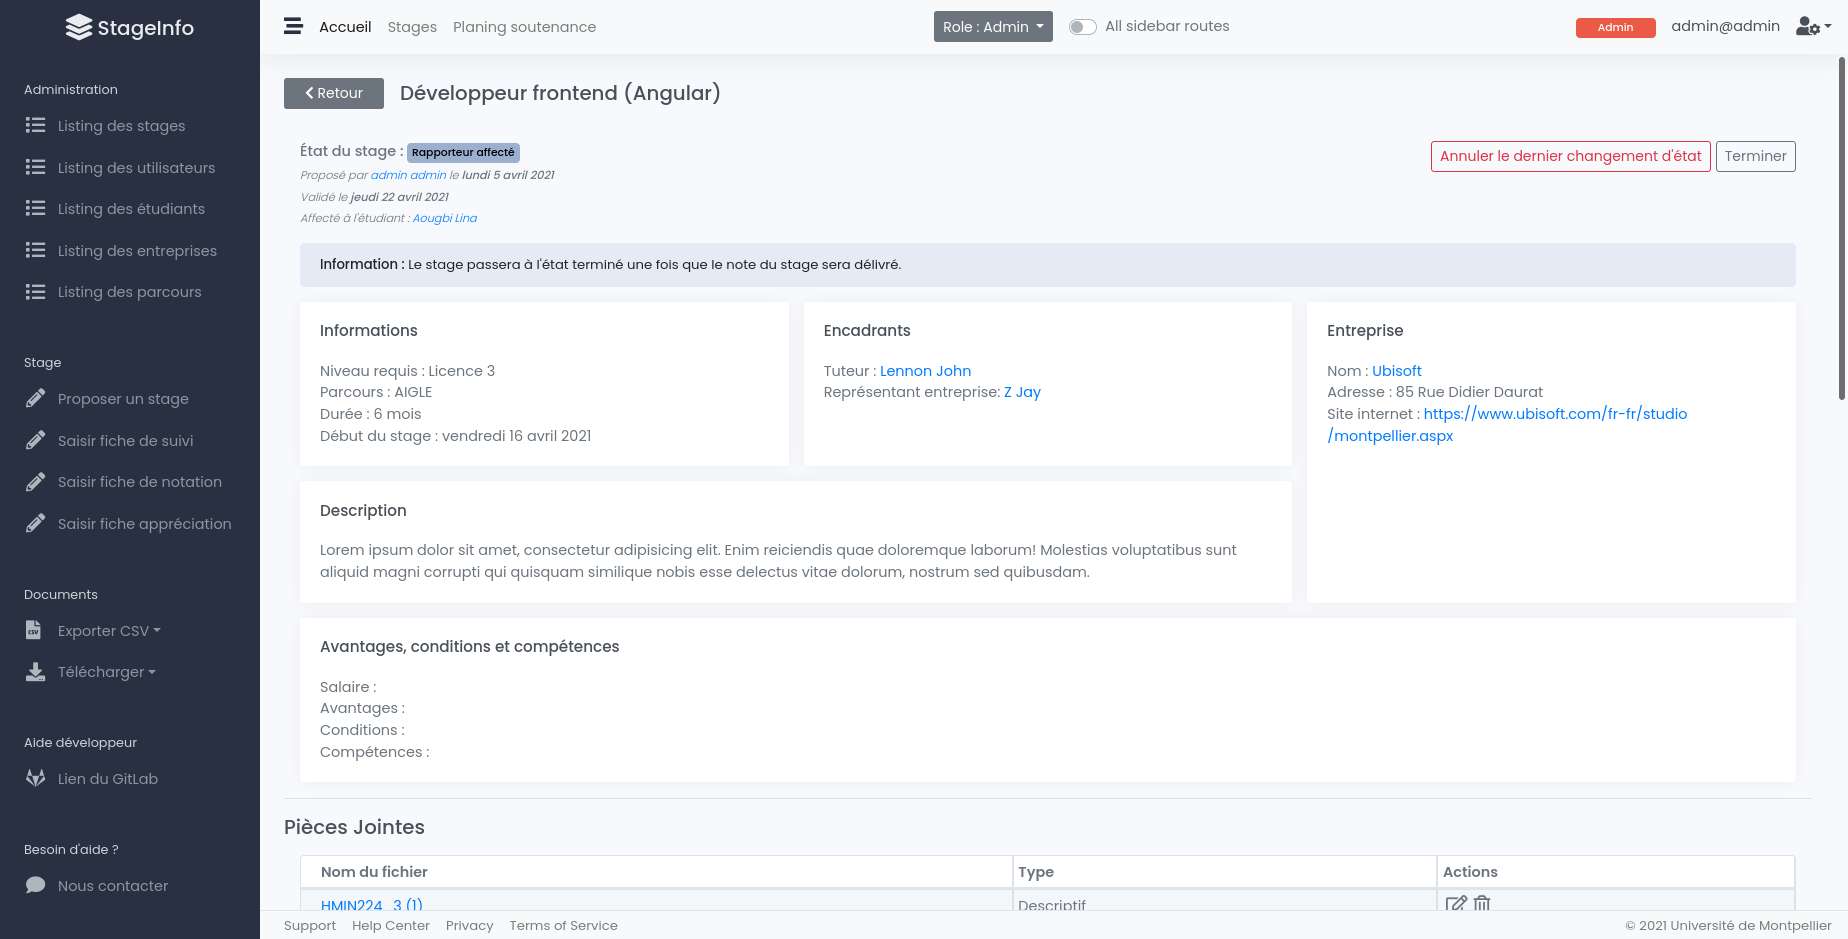 StageInfo
Administration
Listing des stages
Listing des utilisateurs
Listing des étudiants
Listing des entreprises
Listing des parcours
Stage
Proposer un stage
Saisir fiche de suivi
Saisir fiche de notation
Saisir fiche appréciation
Documents
Exporter CSV
Télécharger
Aide développeur
Lien du GitLab
Besoin d'aide ?
Nous contacter
Accueil Stages Planing soutenance
Role : Admin All sidebar routes
Admin admin@admin
Retour Développeur frontend (Angular)
État du stage : Rapporteur affecté
Proposé par admin admin le lundi 5 avril 2021
Validé le jeudi 22 avril 2021
Affecté à l'étudiant : Aougbi Lina
Annuler le dernier changement d'état Terminer
Information : Le stage passera à l'état terminé une fois que le note du stage sera délivré.
Informations
Niveau requis : Licence 3
Parcours : AIGLE
Durée : 6 mois
Début du stage : vendredi 16 avril 2021
Encadrants
Tuteur : Lennon John
Représentant entreprise: Z Jay
Entreprise
Nom : Ubisoft
Adresse : 85 Rue Didier Daurat
Site internet : https://www.ubisoft.com/fr-fr/studio
/montpellier.aspx
Description
Lorem ipsum dolor sit amet, consectetur adipisicing elit. Enim reiciendis quae doloremque laborum! Molestias voluptatibus sunt
aliquid magni corrupti qui quisquam similique nobis esse delectus vitae dolorum, nostrum sed quibusdam.
Avantages, conditions et compétences
Salaire :
Avantages :
Conditions :
Compétences :
Pièces Jointes
Nom du fichier Type Actions
HMIN224_3 (1) Descriptif
Support Help Center Privacy Terms of Service
© 2021 Université de Montpellier